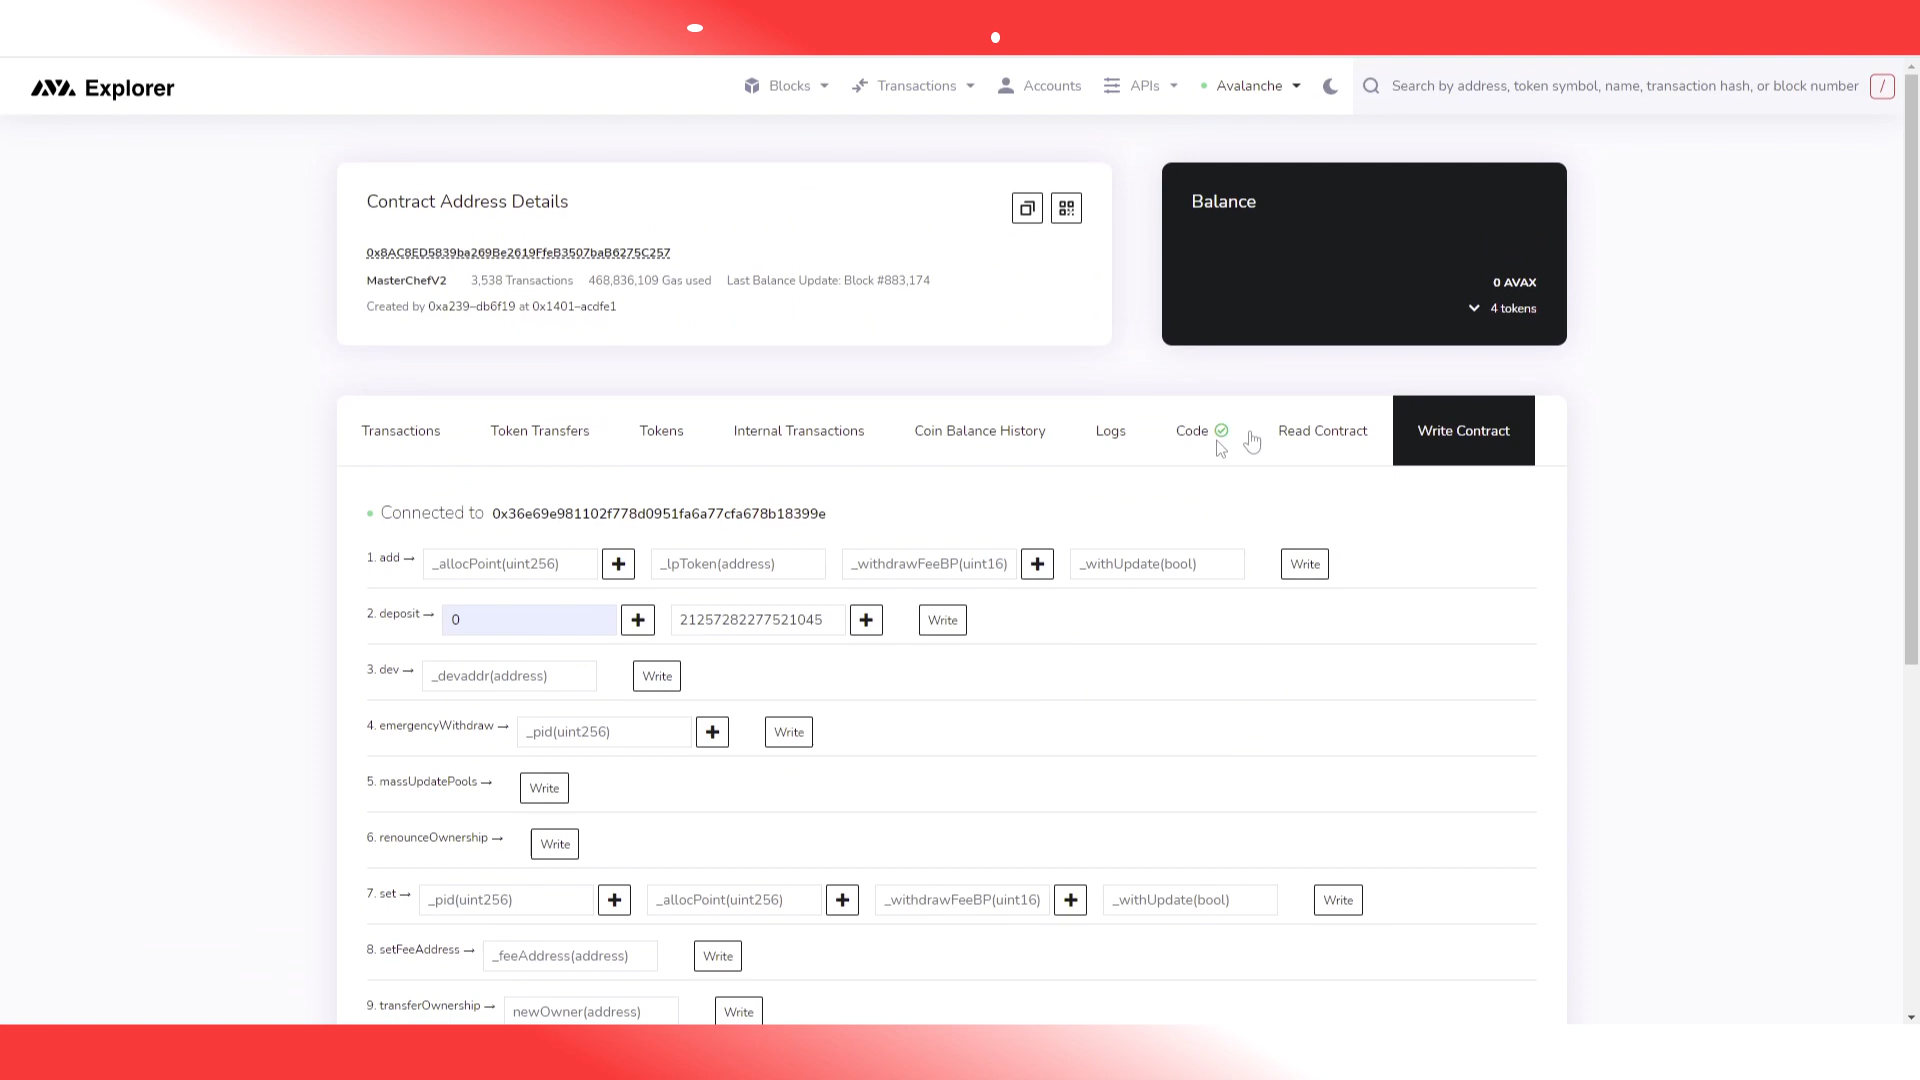 AVA Explorer
Blocks Transactions Accounts APIs Avalanche Search by address, token symbol, name, transaction hash, or block number /
Contract Address Details
0x8AC8ED5839ba269Be2619FfeB3507baB6275C257
MasterChefV2 3,538 Transactions 468,836,109 Gas used Last Balance Update: Block #883,174
Created by 0xa239–db6f19 at 0x1401–acdfe1
Balance
0 AVAX
4 tokens
Transactions Token Transfers Tokens Internal Transactions Coin Balance History Logs Code Read Contract Write Contract
Connected to 0x36e69e981102f778d0951fa6a77cfa678b18399e
1. add → _allocPoint(uint256) + _lpToken(address) _withdrawFeeBP(uint16) + _withUpdate(bool) Write
2. deposit → 0 + 21257282277521045 + Write
3. dev → _devaddr(address) Write
4. emergencyWithdraw → _pid(uint256) + Write
5. massUpdatePools → Write
6. renounceOwnership → Write
7. set → _pid(uint256) + _allocPoint(uint256) + _withdrawFeeBP(uint16) + _withUpdate(bool) Write
8. setFeeAddress → _feeAddress(address) Write
9. transferOwnership → newOwner(address) Write